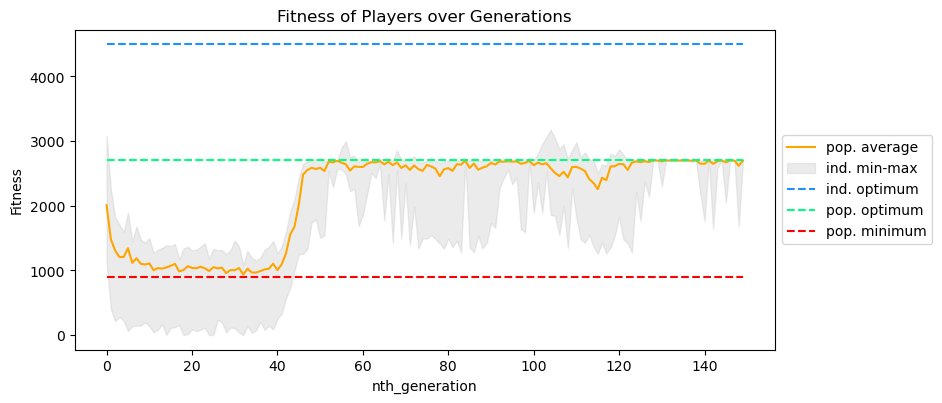 Fitness of Players over Generations
Fitness
4000
3000
2000
1000
0
0 20 40 60 80 100 120 140
nth_generation
pop. average
ind. min-max
ind. optimum
pop. optimum
pop. minimum